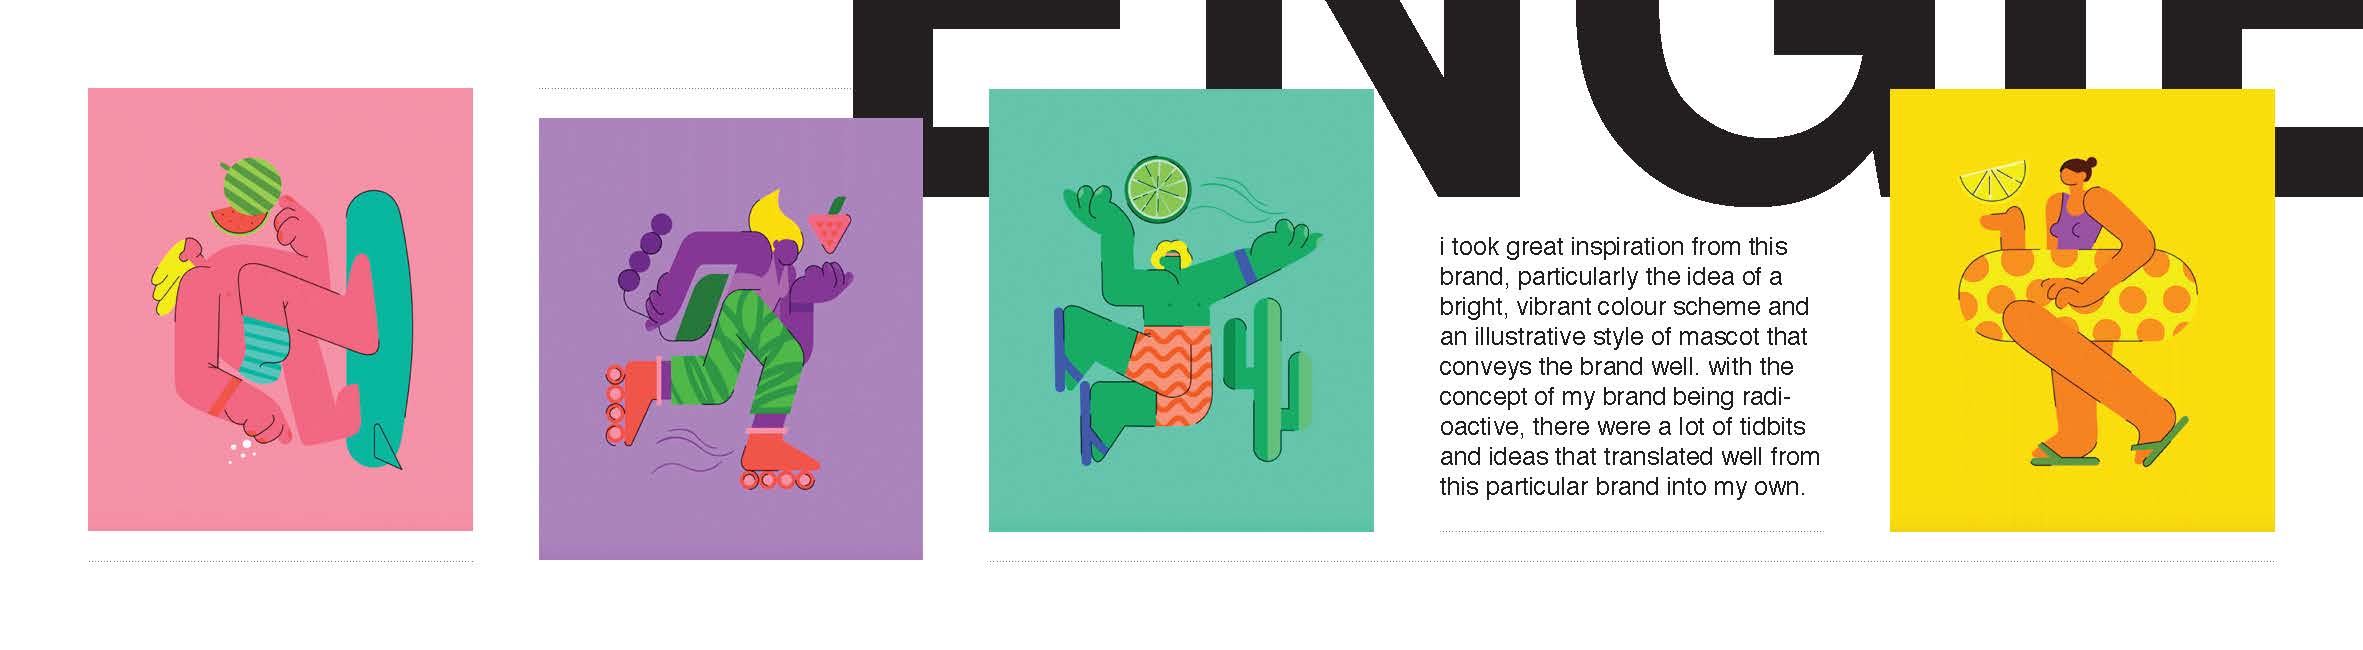 ENGIE
i took great inspiration from this
brand, particularly the idea of a
bright, vibrant colour scheme and
an illustrative style of mascot that
conveys the brand well. with the
concept of my brand being radi-
oactive, there were a lot of tidbits
and ideas that translated well from
this particular brand into my own.